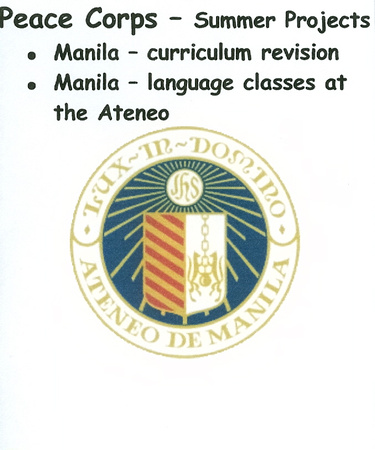 Peace Corps – Summer Projects
• Manila – curriculum revision
• Manila – language classes at
the Ateneo
LUX~IN~DOMINO
IHS
ATENEO DE MANILA